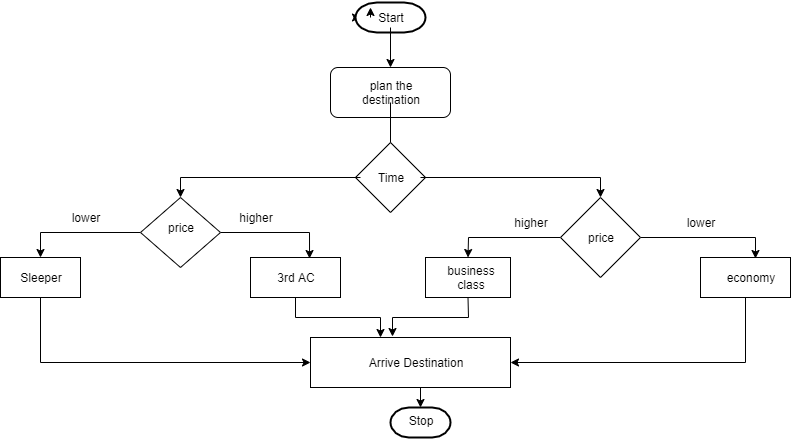 Start
plan the
destination
Time
lower
price
higher
higher
price
lower
Sleeper
3rd AC
business
class
economy
Arrive Destination
Stop